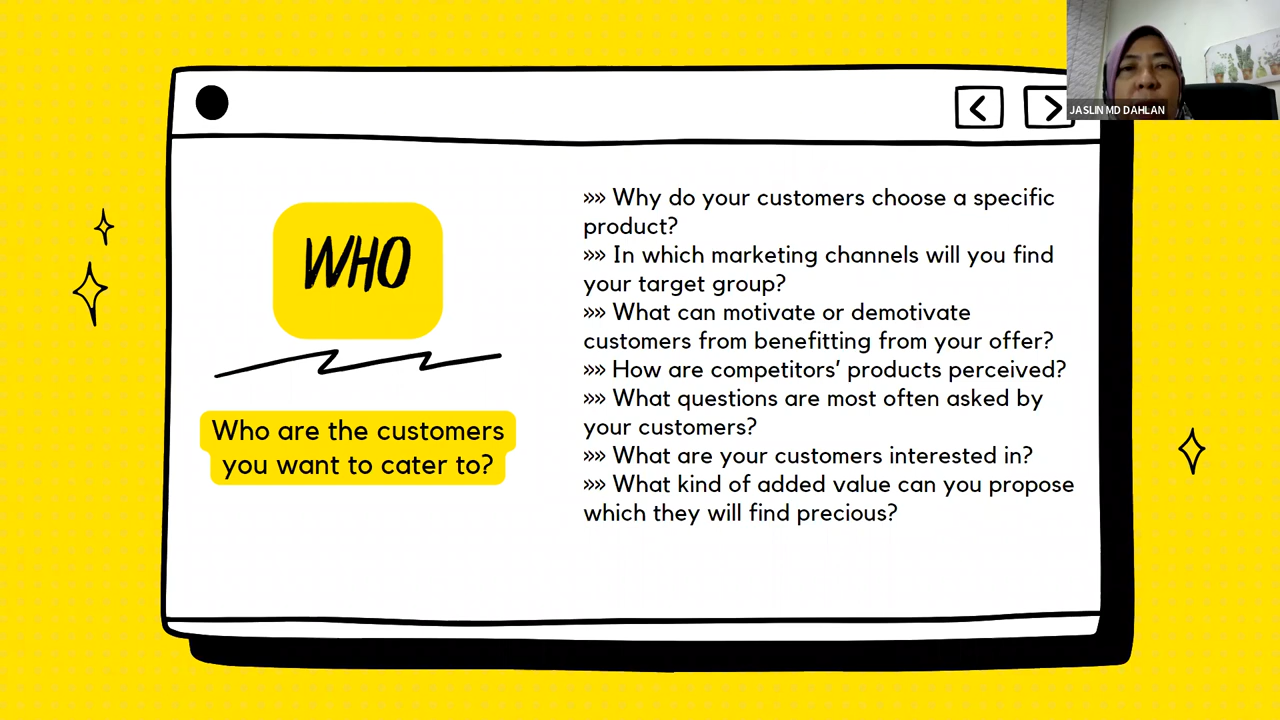 JASLIN MD DAHLAN
WHO
Who are the customers
you want to cater to?
»» Why do your customers choose a specific
product?
»» In which marketing channels will you find
your target group?
»» What can motivate or demotivate
customers from benefitting from your offer?
»» How are competitors’ products perceived?
»» What questions are most often asked by
your customers?
»» What are your customers interested in?
»» What kind of added value can you propose
which they will find precious?